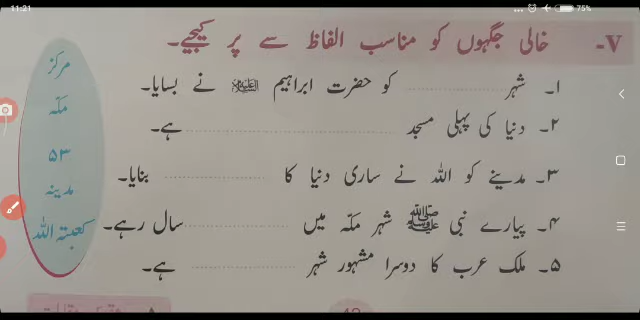 11:21
75%
V- خالی جگہوں کو مناسب الفاظ سے پر کیجیے۔
۱۔ شہر .................... کو حضرت ابراہیم علیہ السلام نے بسایا۔
۲۔ دنیا کی پہلی مسجد .................... ہے۔
۳۔ مدینے کو اللہ نے ساری دنیا کا .................... بنایا۔
۴۔ پیارے نبی ﷺ شہر مکہ میں .................... سال رہے۔
۵۔ ملک عرب کا دوسرا مشہور شہر .................... ہے۔
مرکز
مکہ
۵۳
مدینہ
کعبتہ اللہ